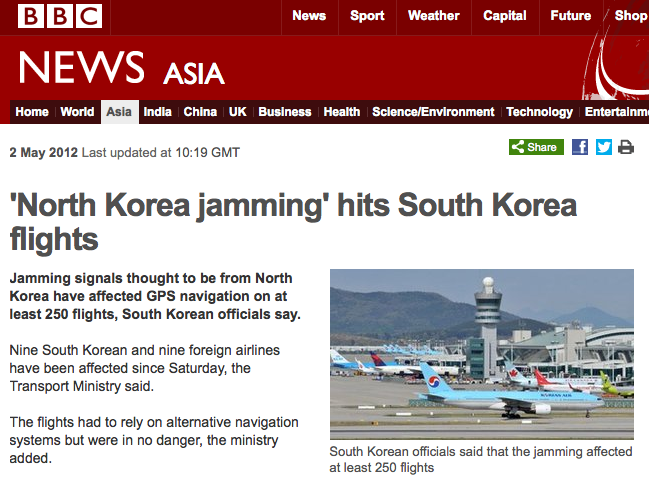 BBC
News Sport Weather Capital Future Shop
NEWS ASIA
Home World Asia India China UK Business Health Science/Environment Technology Entertainm
2 May 2012 Last updated at 10:19 GMT
Share
'North Korea jamming' hits South Korea
flights
Jamming signals thought to be from North
Korea have affected GPS navigation on at
least 250 flights, South Korean officials say.
Nine South Korean and nine foreign airlines
have been affected since Saturday, the
Transport Ministry said.
The flights had to rely on alternative navigation
systems but were in no danger, the ministry
added.
KOREAN AIR
South Korean officials said that the jamming affected
at least 250 flights